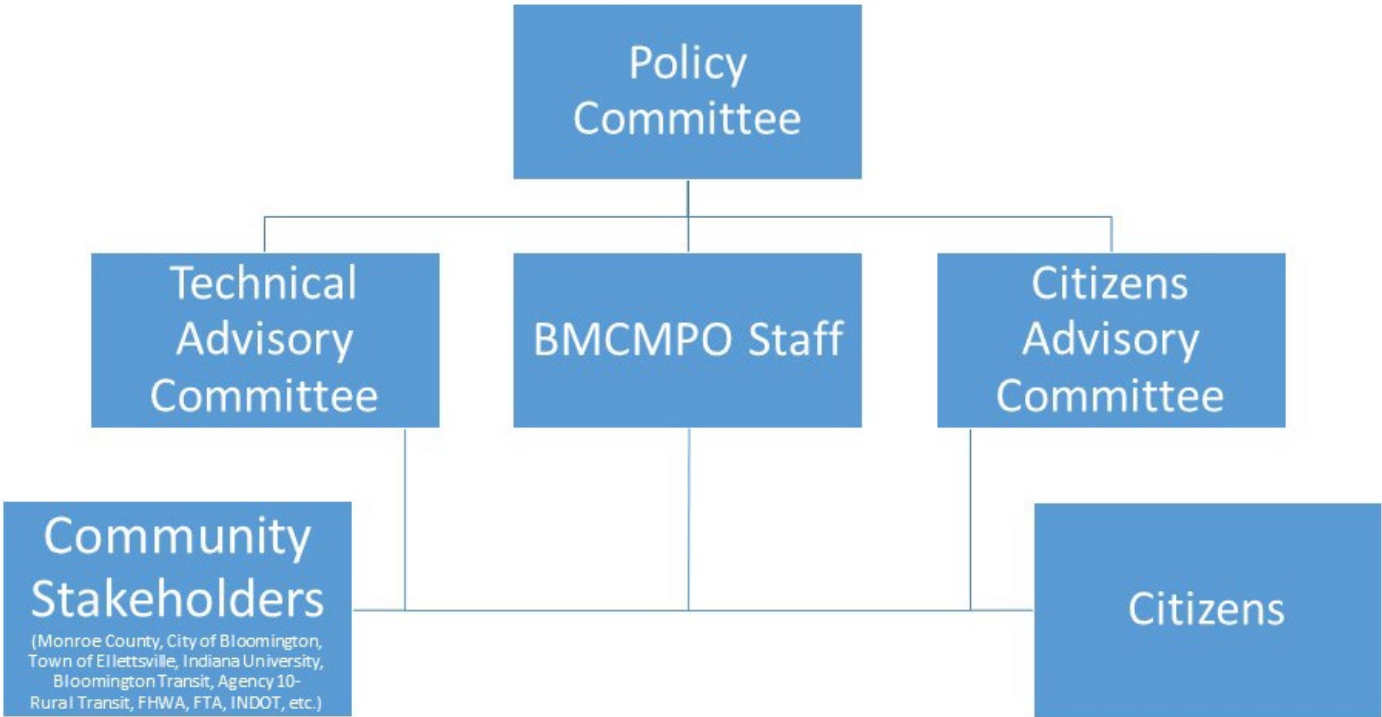 Policy
Committee
Technical
Advisory
Committee
BMCMPO Staff
Citizens
Advisory
Committee
Community
Stakeholders
(Monroe County, City of Bloomington,
Town of Ellettsville, Indiana University,
Bloomington Transit, Agency 10-
Rural Transit, FHWA, FTA, INDOT, etc.)
Citizens